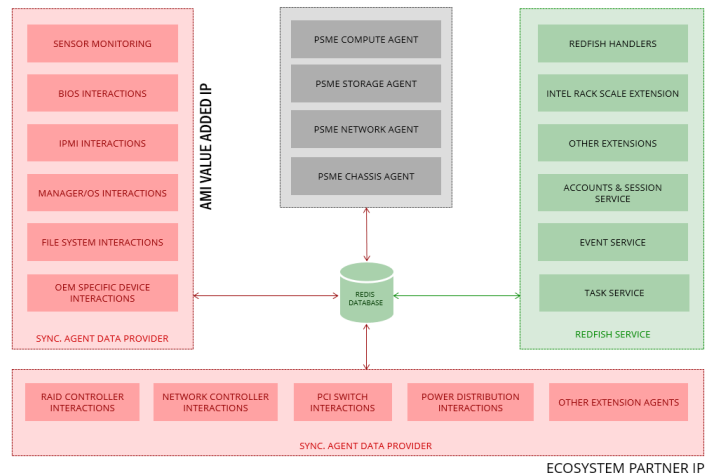 SENSOR MONITORING
BIOS INTERACTIONS
IPMI INTERACTIONS
MANAGER/OS INTERACTIONS
FILE SYSTEM INTERACTIONS
OEM SPECIFIC DEVICE
INTERACTIONS
SYNC. AGENT DATA PROVIDER
AMI VALUE ADDED IP
PSME COMPUTE AGENT
PSME STORAGE AGENT
PSME NETWORK AGENT
PSME CHASSIS AGENT
REDIS
DATABASE
REDFISH HANDLERS
INTEL RACK SCALE EXTENSION
OTHER EXTENSIONS
ACCOUNTS & SESSION
SERVICE
EVENT SERVICE
TASK SERVICE
REDFISH SERVICE
RAID CONTROLLER
INTERACTIONS
NETWORK CONTROLLER
INTERACTIONS
PCI SWITCH
INTERACTIONS
POWER DISTRIBUTION
INTERACTIONS
OTHER EXTENSION AGENTS
SYNC. AGENT DATA PROVIDER
ECOSYSTEM PARTNER IP